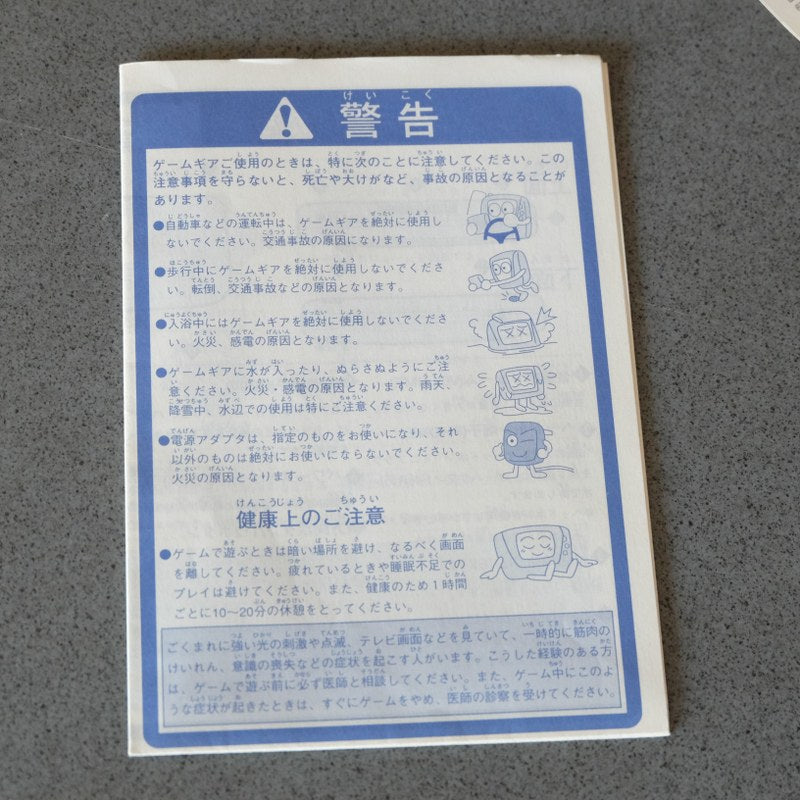 警告
ゲームギアご使用のときは、特に次のことに注意してください。この
注意事項を守らないと、死亡や大けがなど、事故の原因となることが
あります。
●自動車などの運転中は、ゲームギアを絶対に使用し
ないでください。交通事故の原因になります。
●歩行中にゲームギアを絶対に使用しないでくださ
い。転倒、交通事故などの原因となります。
●入浴中にはゲームギアを絶対に使用しないでくださ
い。火災、感電の原因となります。
●ゲームギアに水が入ったり、ぬらさぬようにご注
意ください。火災・感電の原因となります。雨天、
降雪中、水辺での使用は特にご注意ください。
●電源アダプタは、指定のものをお使いになり、それ
以外のものは絶対にお使いにならないでください。
火災の原因となります。
健康上のご注意
●ゲームで遊ぶときは暗い場所を避け、なるべく画面
を離してください。疲れているときや睡眠不足での
プレイは避けてください。また、健康のため1時間
ごとに10～20分の休憩をとってください。
ごくまれに強い光の刺激や点滅、テレビ画面などを見ていて、一時的に筋肉の
けいれん、意識の喪失などの症状を起こす人がいます。こうした経験のある方
は、ゲームで遊ぶ前に必ず医師と相談してください。また、ゲーム中にこのよ
うな症状が起きたときは、すぐにゲームをやめ、医師の診察を受けてください。